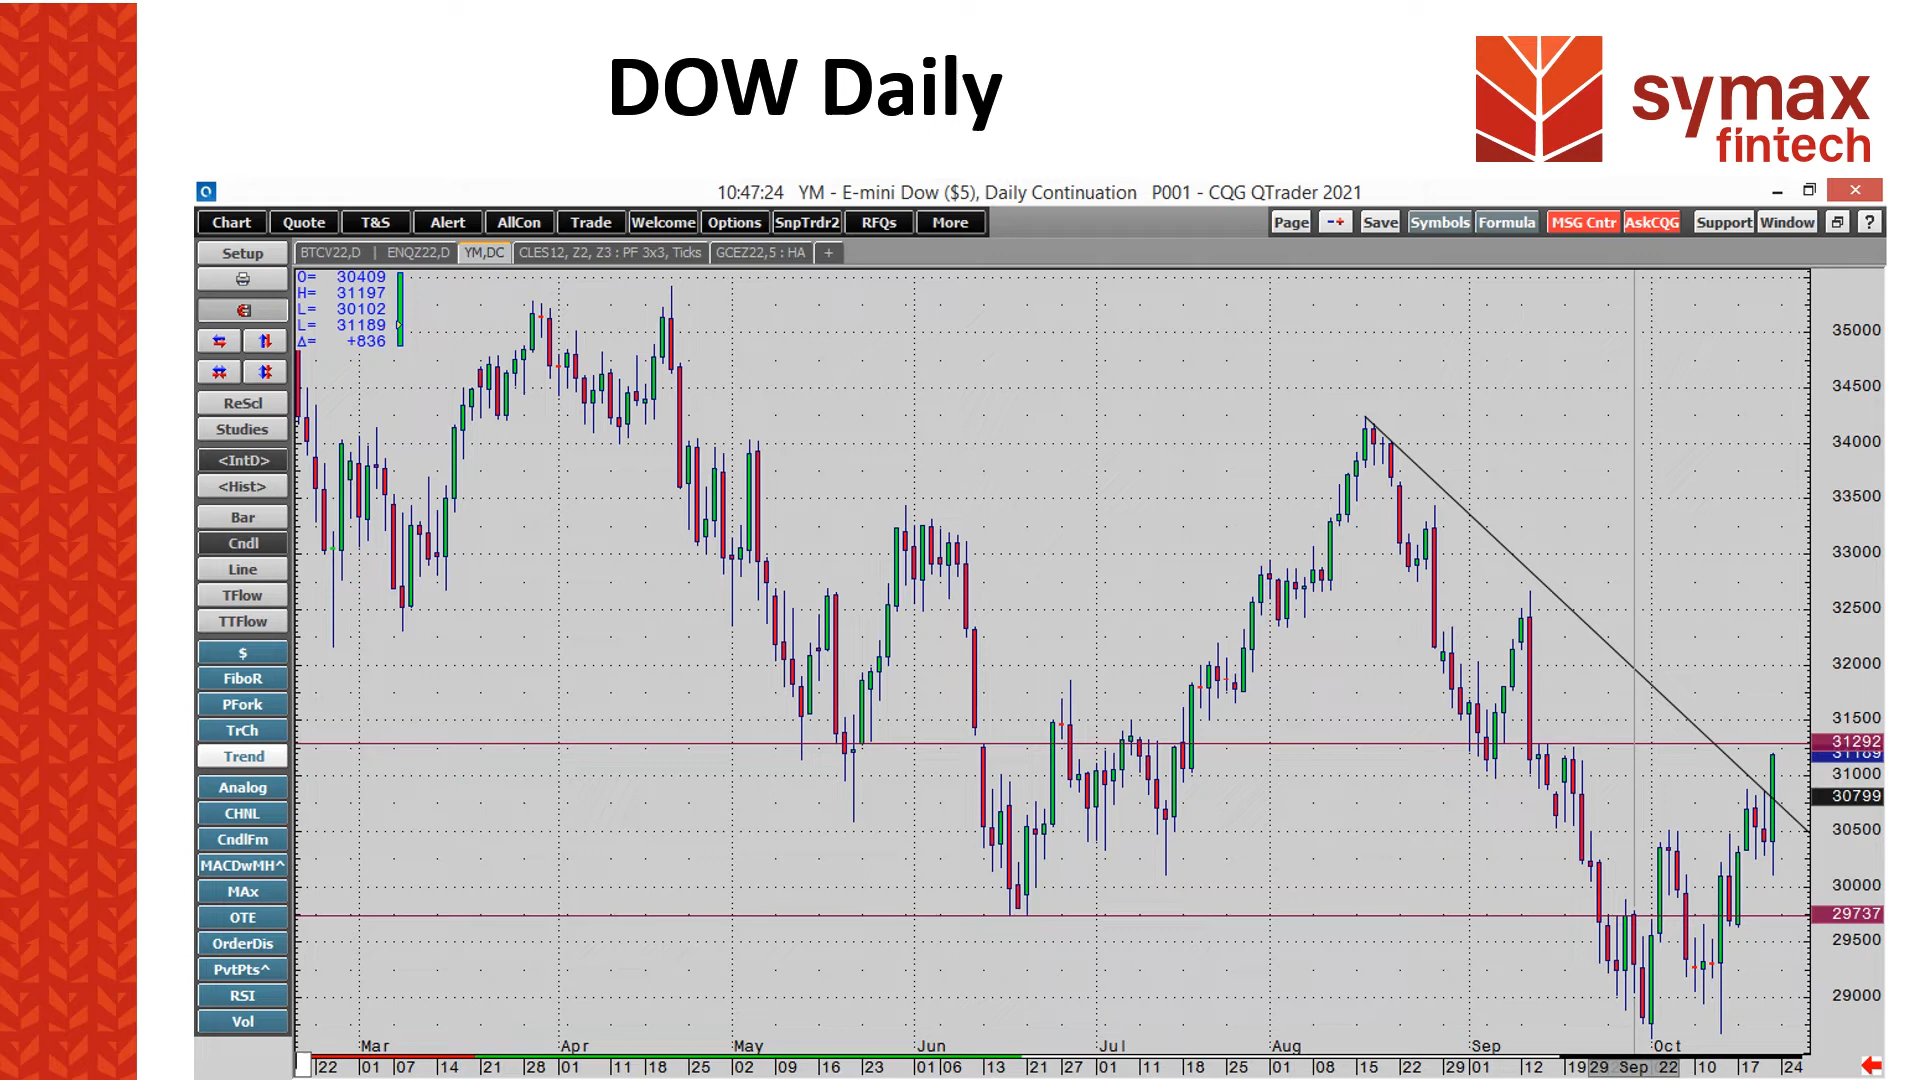 DOW Daily
symax
fintech
10:47:24 YM - E-mini Dow ($5), Daily Continuation P001 - CQG QTrader 2021
Chart Quote T&S Alert AllCon Trade Welcome Options SnpTrdr2 RFQs More Page -+ Save Symbols Formula MSG Cntr AskCQG Support Window ?
Setup BTCV22,D | ENQZ22,D YM,DC CLES12, Z2, Z3 : PF 3x3, Ticks GCEZ22,5 : HA +
O= 30409
H= 31197
L= 30102
L= 31189
Δ= +836
ReScl
Studies
<IntD>
<Hist>
Bar
Cndl
Line
TFlow
TTFlow
$
FiboR
PFork
TrCh
Trend
Analog
CHNL
CndlFm
MACDwMH^
MAx
OTE
OrderDis
PvtPts^
RSI
Vol
35000
34500
34000
33500
33000
32500
32000
31500
31292
31189
31000
30799
30500
30000
29737
29500
29000
Mar Apr May Jun Jul Aug Sep Oct
22 01 07 14 21 28 01 11 18 25 02 09 16 23 01 06 13 21 27 01 11 18 25 01 08 15 22 29 01 12 19 29 Sep 22 10 17 24